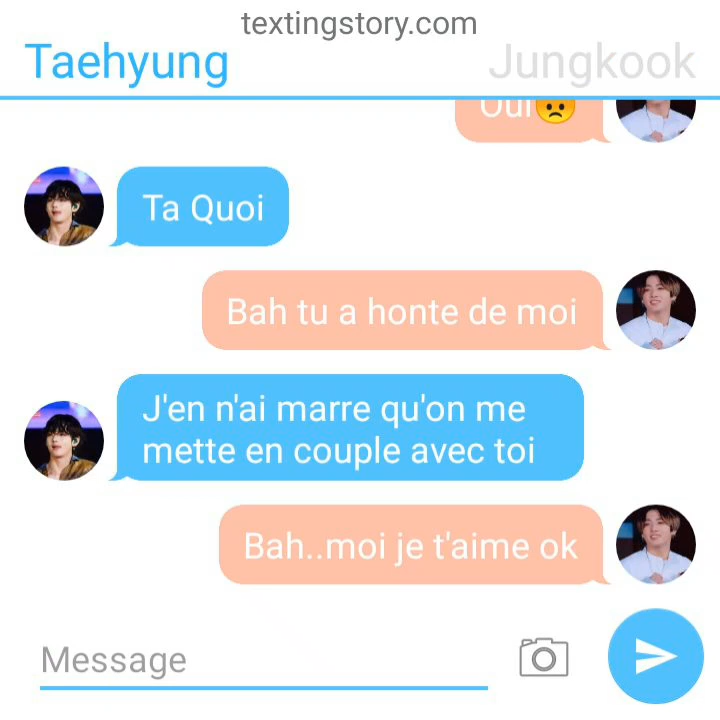 textingstory.com
Taehyung
Jungkook
Oui😟
Ta Quoi
Bah tu a honte de moi
J'en n'ai marre qu'on me
mette en couple avec toi
Bah..moi je t'aime ok
Message